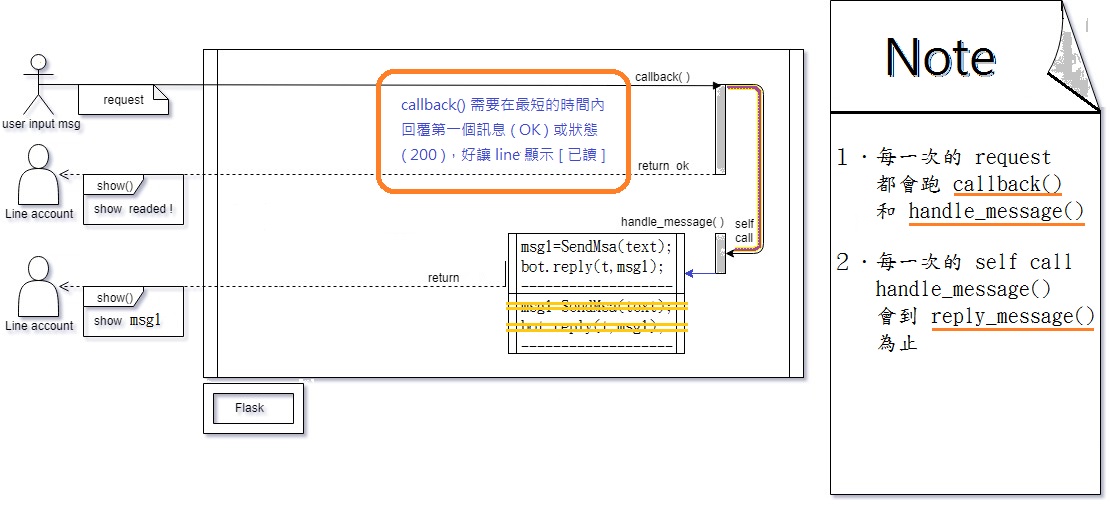 user input msg
request
callback( )
callback() 需要在最短的時間內
回覆第一個訊息 ( OK ) 或狀態
( 200 )，好讓 line 顯示 [ 已讀 ]
return ok
Line account
show()
show readed !
handle_message( )
self
call
msg1=SendMsa(text);
bot.reply(t,msg1);
--------------------
msg1=SendMsa(text);
bot.reply(t,msg1);
--------------------
return
Line account
show()
show msg1
Flask
Note
1．每一次的 request
都會跑 callback()
和 handle_message()
2．每一次的 self call
handle_message()
會到 reply_message()
為止